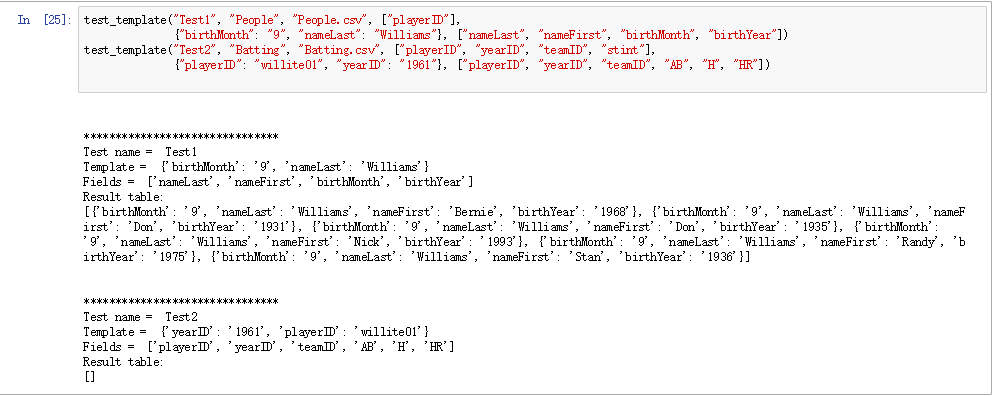 In [25]: test_template("Test1", "People", "People.csv", ["playerID"],
{"birthMonth": "9", "nameLast": "Williams"}, ["nameLast", "nameFirst", "birthMonth", "birthYear"])
test_template("Test2", "Batting", "Batting.csv", ["playerID", "yearID", "teamID", "stint"],
{"playerID": "willite01", "yearID": "1961"}, ["playerID", "yearID", "teamID", "AB", "H", "HR"])
*******************************
Test name =  Test1
Template =  {'birthMonth': '9', 'nameLast': 'Williams'}
Fields =  ['nameLast', 'nameFirst', 'birthMonth', 'birthYear']
Result table:
[{'birthMonth': '9', 'nameLast': 'Williams', 'nameFirst': 'Bernie', 'birthYear': '1968'}, {'birthMonth': '9', 'nameLast': 'Williams', 'nameF
irst': 'Don', 'birthYear': '1931'}, {'birthMonth': '9', 'nameLast': 'Williams', 'nameFirst': 'Don', 'birthYear': '1935'}, {'birthMonth':
'9', 'nameLast': 'Williams', 'nameFirst': 'Nick', 'birthYear': '1993'}, {'birthMonth': '9', 'nameLast': 'Williams', 'nameFirst': 'Randy', 'b
irthYear': '1975'}, {'birthMonth': '9', 'nameLast': 'Williams', 'nameFirst': 'Stan', 'birthYear': '1936'}]
*******************************
Test name =  Test2
Template =  {'yearID': '1961', 'playerID': 'willite01'}
Fields =  ['playerID', 'yearID', 'teamID', 'AB', 'H', 'HR']
Result table:
[]